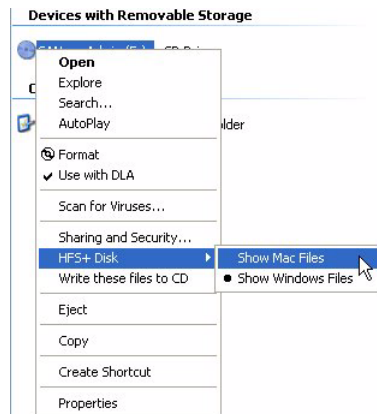 Devices with Removable Storage
Open
Explore
Search...
AutoPlay
lder
Format
Use with DLA
Scan for Viruses...
Sharing and Security...
HFS+ Disk
Show Mac Files
Write these files to CD
Show Windows Files
Eject
Copy
Create Shortcut
Properties